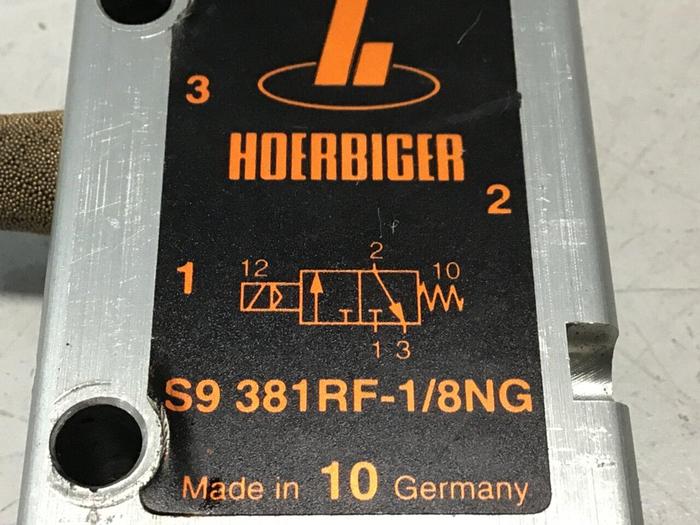 3
HOERBIGER
2
2
1 12 10
1 3
S9 381RF-1/8NG
Made in 10 Germany